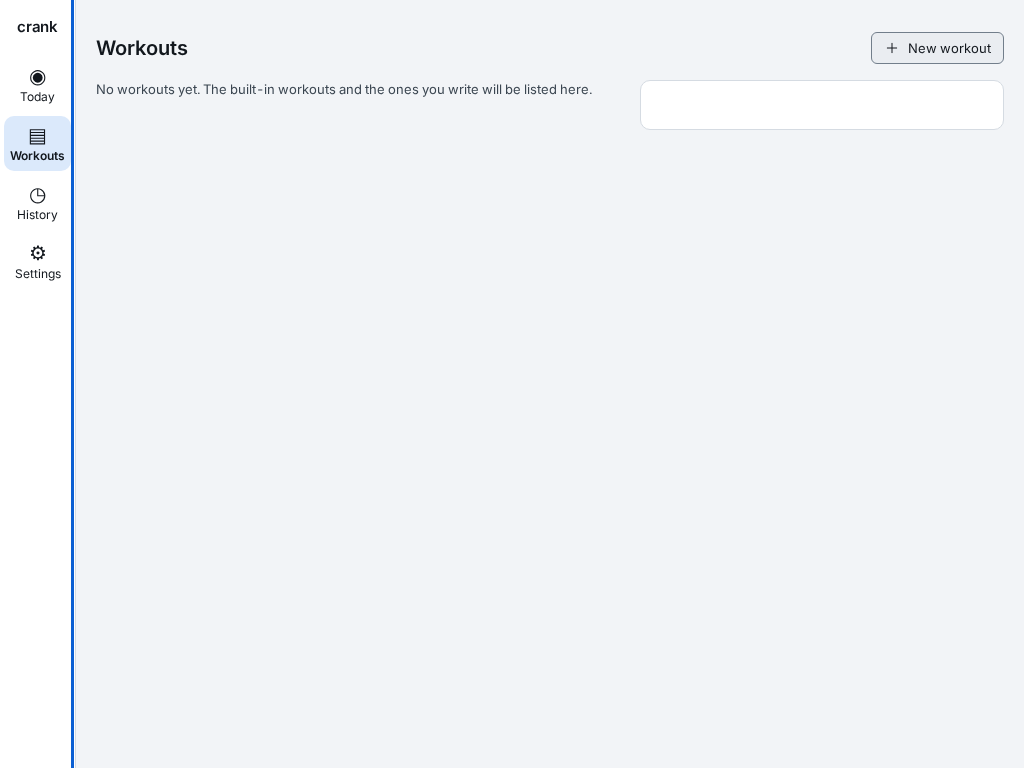 crank
Today
Workouts
History
Settings
Workouts
+ New workout
No workouts yet. The built-in workouts and the ones you write will be listed here.